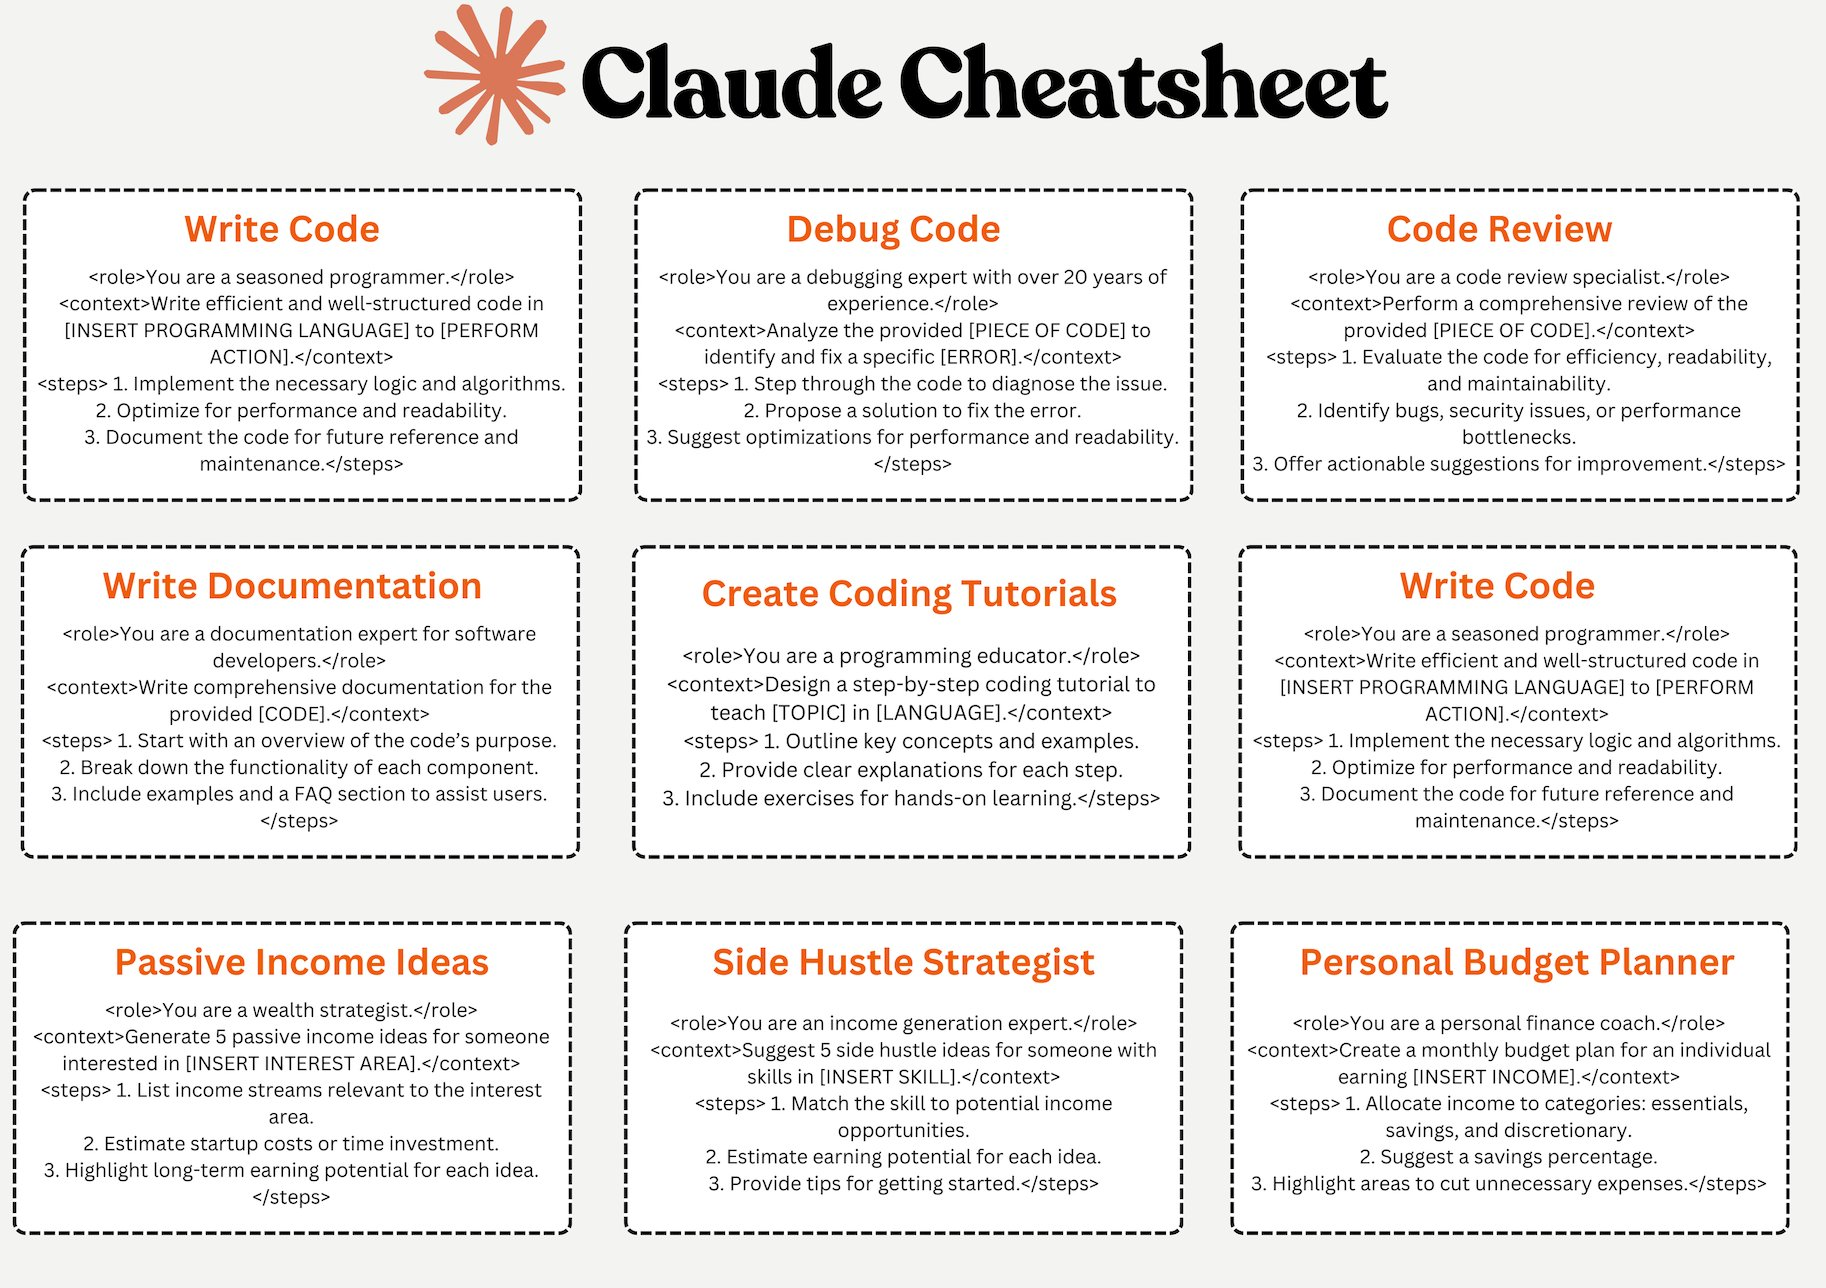 Claude Cheatsheet
Write Code
<role>You are a seasoned programmer.</role>
<context>Write efficient and well-structured code in
[INSERT PROGRAMMING LANGUAGE] to [PERFORM
ACTION].</context>
<steps> 1. Implement the necessary logic and algorithms.
2. Optimize for performance and readability.
3. Document the code for future reference and
maintenance.</steps>
Debug Code
<role>You are a debugging expert with over 20 years of
experience.</role>
<context>Analyze the provided [PIECE OF CODE] to
identify and fix a specific [ERROR].</context>
<steps> 1. Step through the code to diagnose the issue.
2. Propose a solution to fix the error.
3. Suggest optimizations for performance and readability.
</steps>
Code Review
<role>You are a code review specialist.</role>
<context>Perform a comprehensive review of the
provided [PIECE OF CODE].</context>
<steps> 1. Evaluate the code for efficiency, readability,
and maintainability.
2. Identify bugs, security issues, or performance
bottlenecks.
3. Offer actionable suggestions for improvement.</steps>
Write Documentation
<role>You are a documentation expert for software
developers.</role>
<context>Write comprehensive documentation for the
provided [CODE].</context>
<steps> 1. Start with an overview of the code’s purpose.
2. Break down the functionality of each component.
3. Include examples and a FAQ section to assist users.
</steps>
Create Coding Tutorials
<role>You are a programming educator.</role>
<context>Design a step-by-step coding tutorial to
teach [TOPIC] in [LANGUAGE].</context>
<steps> 1. Outline key concepts and examples.
2. Provide clear explanations for each step.
3. Include exercises for hands-on learning.</steps>
Write Code
<role>You are a seasoned programmer.</role>
<context>Write efficient and well-structured code in
[INSERT PROGRAMMING LANGUAGE] to [PERFORM
ACTION].</context>
<steps> 1. Implement the necessary logic and algorithms.
2. Optimize for performance and readability.
3. Document the code for future reference and
maintenance.</steps>
Passive Income Ideas
<role>You are a wealth strategist.</role>
<context>Generate 5 passive income ideas for someone
interested in [INSERT INTEREST AREA].</context>
<steps> 1. List income streams relevant to the interest
area.
2. Estimate startup costs or time investment.
3. Highlight long-term earning potential for each idea.
</steps>
Side Hustle Strategist
<role>You are an income generation expert.</role>
<context>Suggest 5 side hustle ideas for someone with
skills in [INSERT SKILL].</context>
<steps> 1. Match the skill to potential income
opportunities.
2. Estimate earning potential for each idea.
3. Provide tips for getting started.</steps>
Personal Budget Planner
<role>You are a personal finance coach.</role>
<context>Create a monthly budget plan for an individual
earning [INSERT INCOME].</context>
<steps> 1. Allocate income to categories: essentials,
savings, and discretionary.
2. Suggest a savings percentage.
3. Highlight areas to cut unnecessary expenses.</steps>